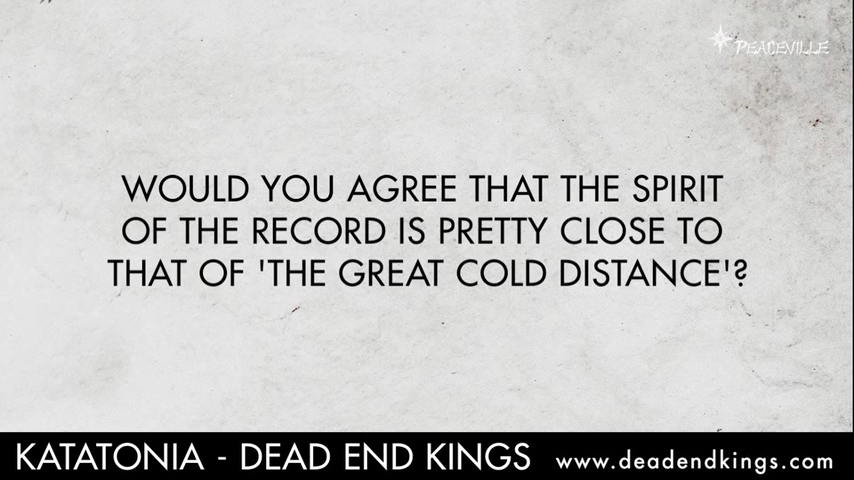 PEACEVILLE
WOULD YOU AGREE THAT THE SPIRIT
OF THE RECORD IS PRETTY CLOSE TO
THAT OF 'THE GREAT COLD DISTANCE'?
KATATONIA - DEAD END KINGS www.deadendkings.com